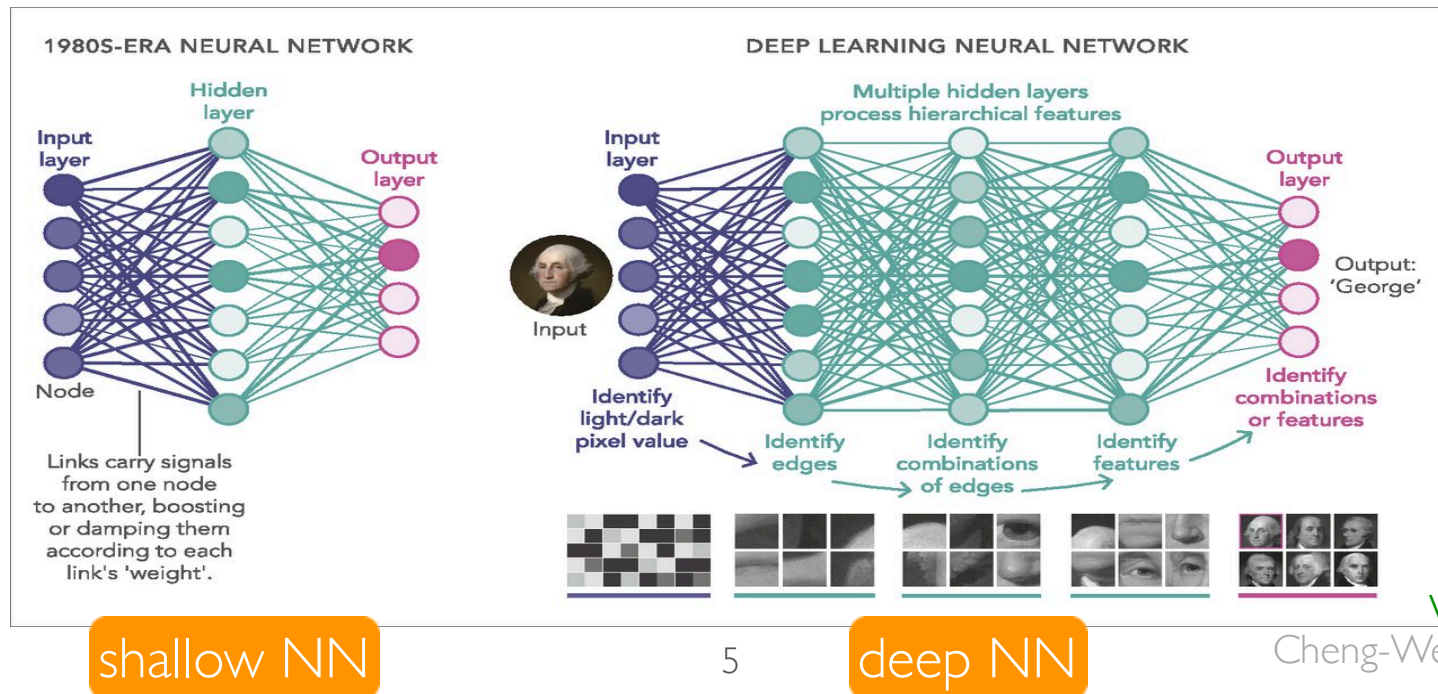 1980S-ERA NEURAL NETWORK
Hidden
layer
Input
layer
Output
layer
Node
Links carry signals
from one node
to another, boosting
or damping them
according to each
link's 'weight'.
DEEP LEARNING NEURAL NETWORK
Multiple hidden layers
process hierarchical features
Input
layer
Output
layer
Input
Output:
'George'
Identify
light/dark
pixel value
Identify
edges
Identify
combinations
of edges
Identify
features
Identify
combinations
or features
shallow NN
5
deep NN
Cheng-We